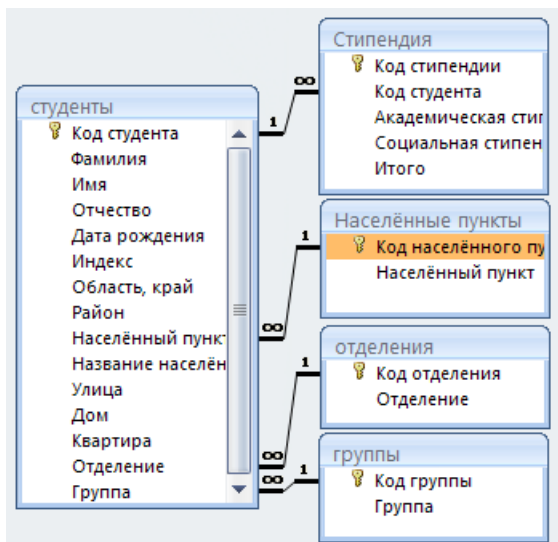 студенты
Код студента
Фамилия
Имя
Отчество
Дата рождения
Индекс
Область, край
Район
Населённый пункт
Название населён
Улица
Дом
Квартира
Отделение
Группа
1
∞
1
∞
1
∞
1
∞
Стипендия
Код стипендии
Код студента
Академическая стип
Социальная стипен
Итого
Населённые пункты
Код населённого пу
Населённый пункт
отделения
Код отделения
Отделение
группы
Код группы
Группа